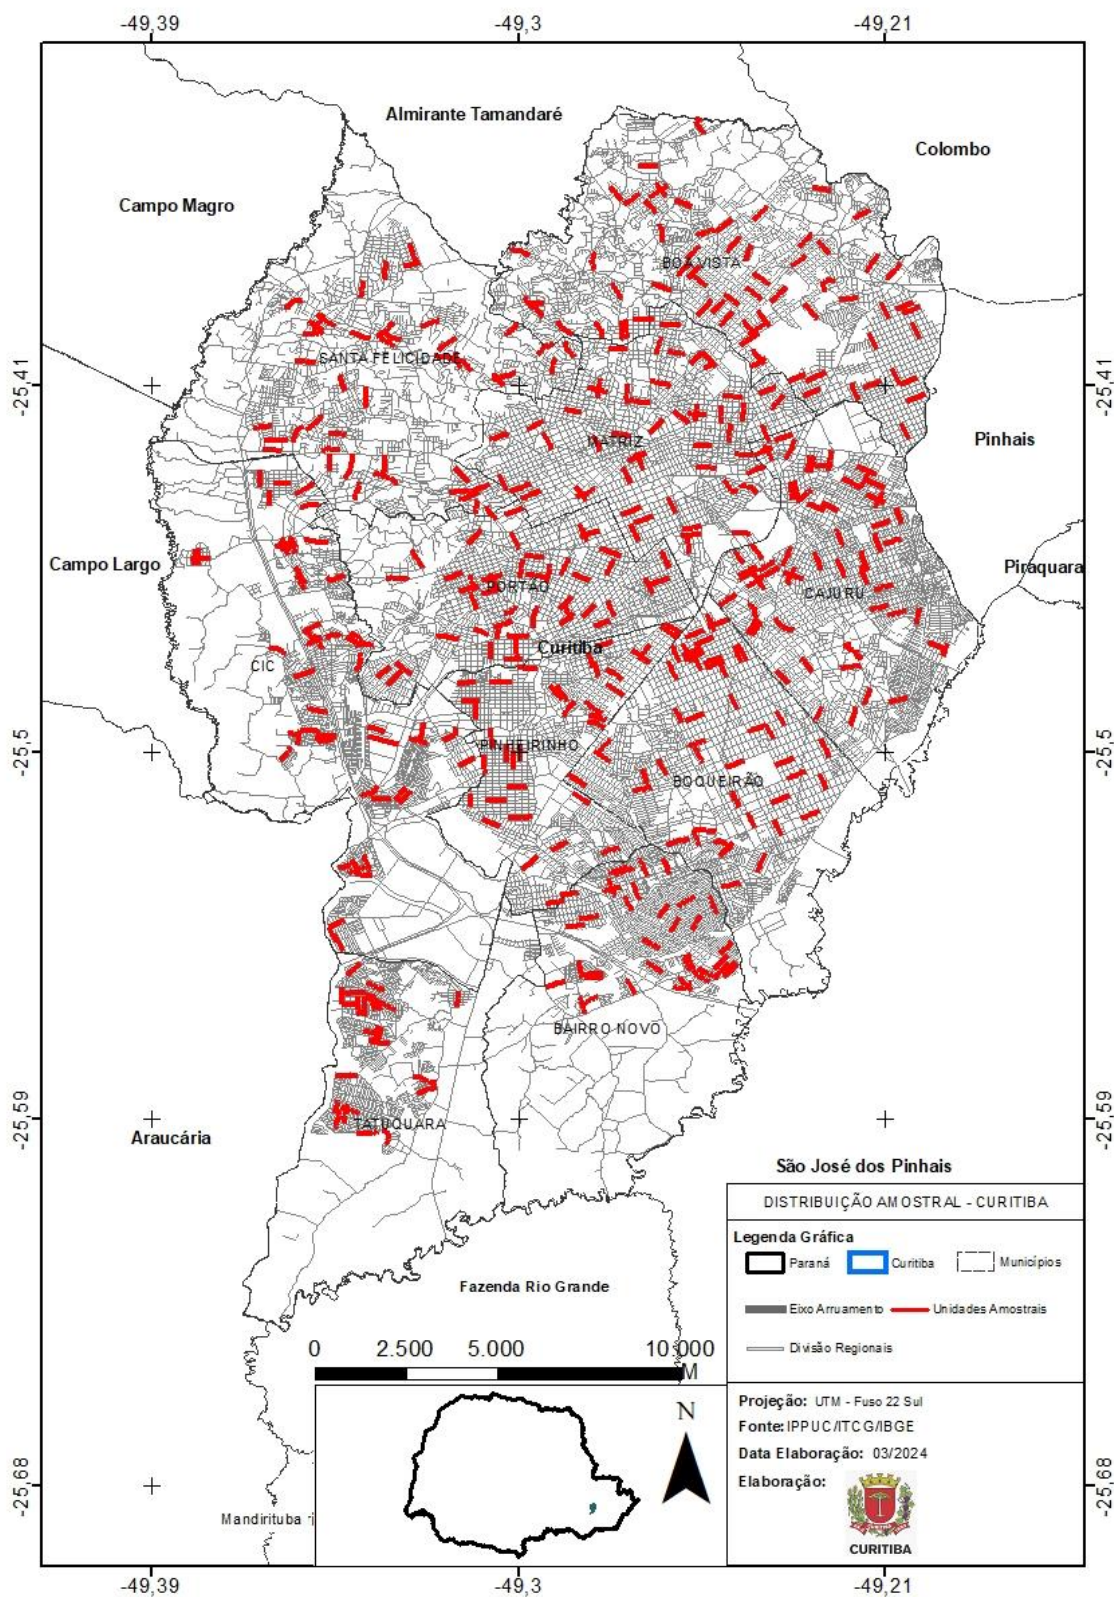 -49,39
-49,3
-49,21
Almirante Tamandaré
Colombo
Campo Magro
BOA VISTA
SANTA FELICIDADE
-25,41
-25,41
MATRIZ
Pinhais
Campo Largo
Piraquara
PORTÃO
CAJURU
Curitiba
CIC
PINHEIRINHO
-25,5
-25,5
BOQUEIRÃO
BAIRRO NOVO
-25,59
-25,59
TATUQUARA
Araucária
São José dos Pinhais
DISTRIBUIÇÃO AMOSTRAL - CURITIBA
Legenda Gráfica
Paraná
Curitiba
Municípios
Eixo Arruamento
Unidades Amostrais
Divisão Regionais
Fazenda Rio Grande
0 2.500 5.000 10.000
M
N
Projeção: UTM - Fuso 22 Sul
Fonte: IPPUC/ITCG/IBGE
Data Elaboração: 03/2024
Elaboração:
CURITIBA
-25,68
-25,68
Mandirituba
-49,39
-49,3
-49,21